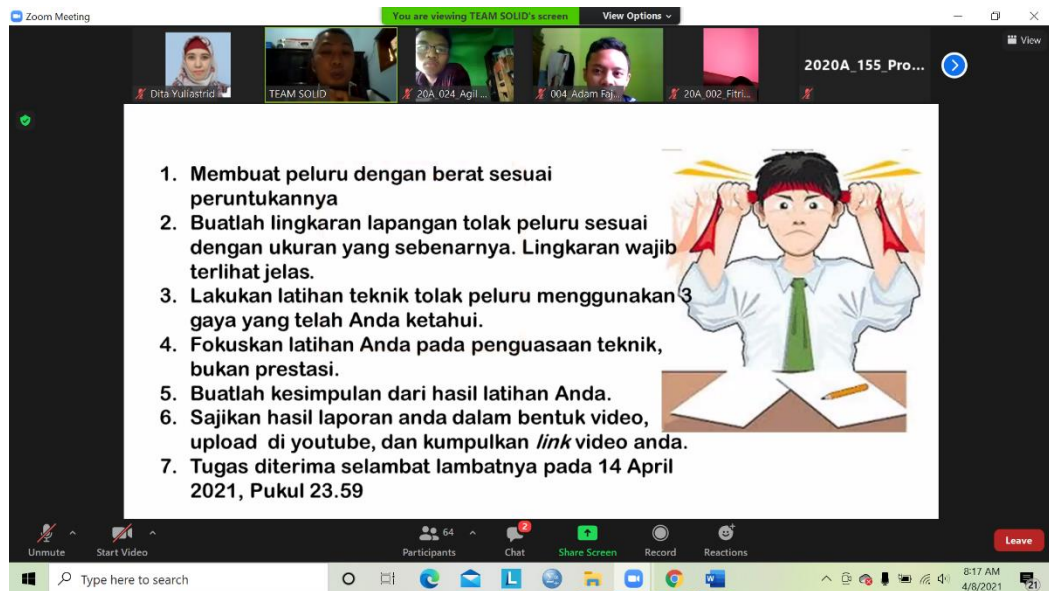 Zoom Meeting
You are viewing TEAM SOLID's screen
View Options
View
Dita Yuliastrid
TEAM SOLID
20A_024_Agil ...
004_Adam Faj...
20A_002_Fitri...
2020A_155_Pro...
1. Membuat peluru dengan berat sesuai
peruntukannya
2. Buatlah lingkaran lapangan tolak peluru sesuai
dengan ukuran yang sebenarnya. Lingkaran wajib
terlihat jelas.
3. Lakukan latihan teknik tolak peluru menggunakan 3
gaya yang telah Anda ketahui.
4. Fokuskan latihan Anda pada penguasaan teknik,
bukan prestasi.
5. Buatlah kesimpulan dari hasil latihan Anda.
6. Sajikan hasil laporan anda dalam bentuk video,
upload di youtube, dan kumpulkan link video anda.
7. Tugas diterima selambat lambatnya pada 14 April
2021, Pukul 23.59
Unmute
Start Video
64
Participants
2
Chat
Share Screen
Record
Reactions
Leave
Type here to search
8:17 AM
4/8/2021
21